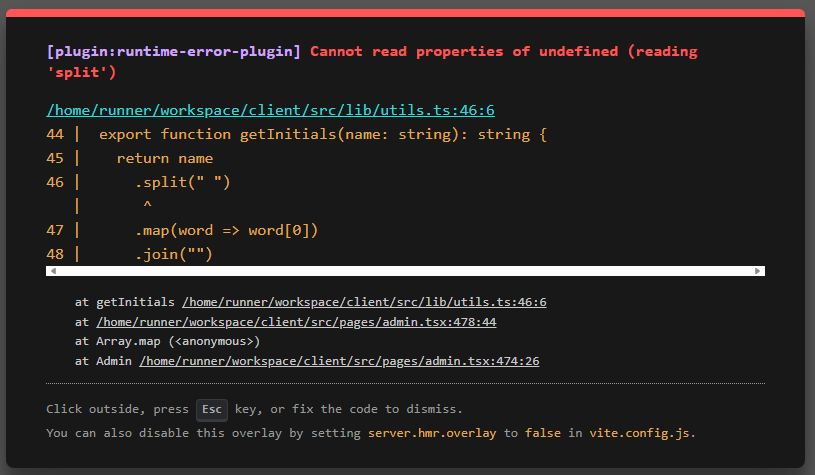 [plugin:runtime-error-plugin] Cannot read properties of undefined (reading
'split')
/home/runner/workspace/client/src/lib/utils.ts:46:6
44 | export function getInitials(name: string): string {
45 | return name
46 | .split(" ")
| ^
47 | .map(word => word[0])
48 | .join("")
at getInitials /home/runner/workspace/client/src/lib/utils.ts:46:6
at /home/runner/workspace/client/src/pages/admin.tsx:478:44
at Array.map (<anonymous>)
at Admin /home/runner/workspace/client/src/pages/admin.tsx:474:26
Click outside, press Esc key, or fix the code to dismiss.
You can also disable this overlay by setting server.hmr.overlay to false in vite.config.js.